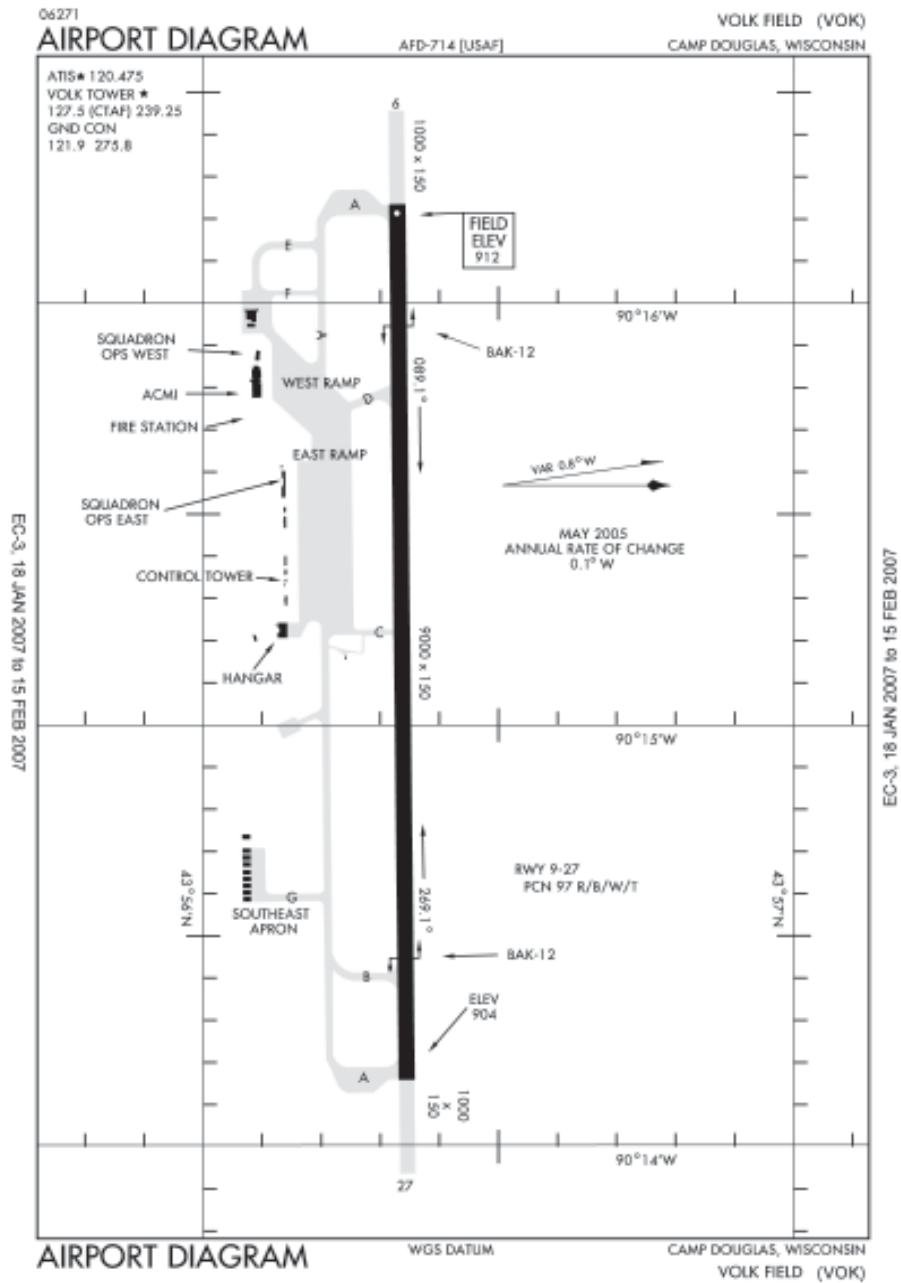 06271
AIRPORT DIAGRAM
AFD-714 [USAF]
VOLK FIELD (VOK)
CAMP DOUGLAS, WISCONSIN
ATIS★ 120.475
VOLK TOWER ★
127.5 (CTAF) 239.25
GND CON
121.9 275.8
6
1000 x 150
A
FIELD
ELEV
912
E
F
90°16'W
SQUADRON
OPS WEST
A
BAK-12
ACMI
WEST RAMP
089.1°
D
FIRE STATION
EAST RAMP
VAR 0.8° W
SQUADRON
OPS EAST
MAY 2005
ANNUAL RATE OF CHANGE
0.1° W
CONTROL TOWER
C
9000 x 150
HANGAR
90°15'W
EC-3, 18 JAN 2007 to 15 FEB 2007
EC-3, 18 JAN 2007 to 15 FEB 2007
RWY 9-27
PCN 97 R/B/W/T
43°56'N
43°57'N
G
269.1°
SOUTHEAST
APRON
BAK-12
B
ELEV
904
A
1000
x
150
90°14'W
27
AIRPORT DIAGRAM
WGS DATUM
CAMP DOUGLAS, WISCONSIN
VOLK FIELD (VOK)